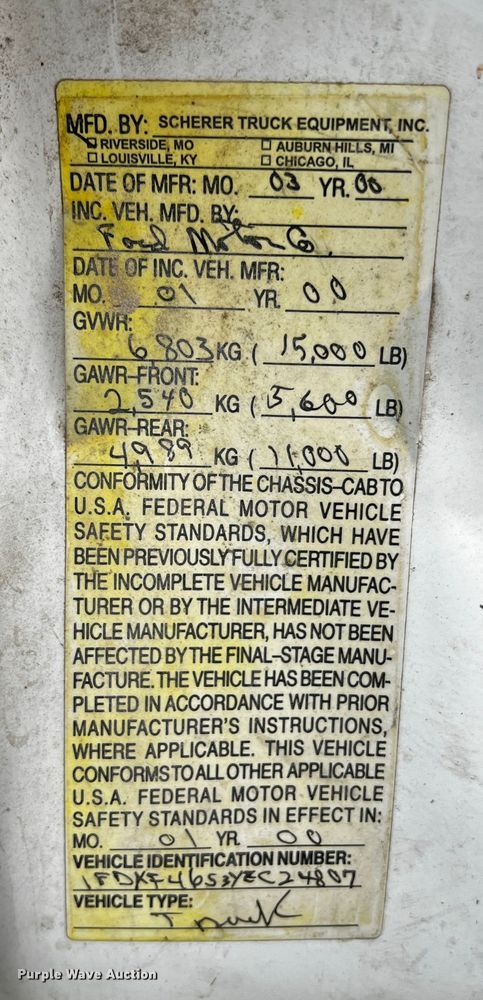 MFD. BY: SCHERER TRUCK EQUIPMENT, INC.
☑ RIVERSIDE, MO ☐ AUBURN HILLS, MI
☐ LOUISVILLE, KY ☐ CHICAGO, IL
DATE OF MFR: MO. 03 YR. 00
INC. VEH. MFD. BY:
Ford Motor Co.
DATE OF INC. VEH. MFR:
MO. 01 YR. 00
GVWR:
6,803 KG ( 15,000 LB)
GAWR-FRONT:
2,540 KG ( 5,600 LB)
GAWR-REAR:
4,989 KG ( 11,000 LB)
CONFORMITY OF THE CHASSIS-CAB TO
U.S.A. FEDERAL MOTOR VEHICLE
SAFETY STANDARDS, WHICH HAVE
BEEN PREVIOUSLY FULLY CERTIFIED BY
THE INCOMPLETE VEHICLE MANUFAC-
TURER OR BY THE INTERMEDIATE VE-
HICLE MANUFACTURER, HAS NOT BEEN
AFFECTED BY THE FINAL-STAGE MANU-
FACTURE. THE VEHICLE HAS BEEN COM-
PLETED IN ACCORDANCE WITH PRIOR
MANUFACTURER'S INSTRUCTIONS,
WHERE APPLICABLE. THIS VEHICLE
CONFORMS TO ALL OTHER APPLICABLE
U.S.A. FEDERAL MOTOR VEHICLE
SAFETY STANDARDS IN EFFECT IN:
MO. 01 YR. 00
VEHICLE IDENTIFICATION NUMBER:
1FDXF46S3YEC24807
VEHICLE TYPE:
Truck
Purple Wave Auction